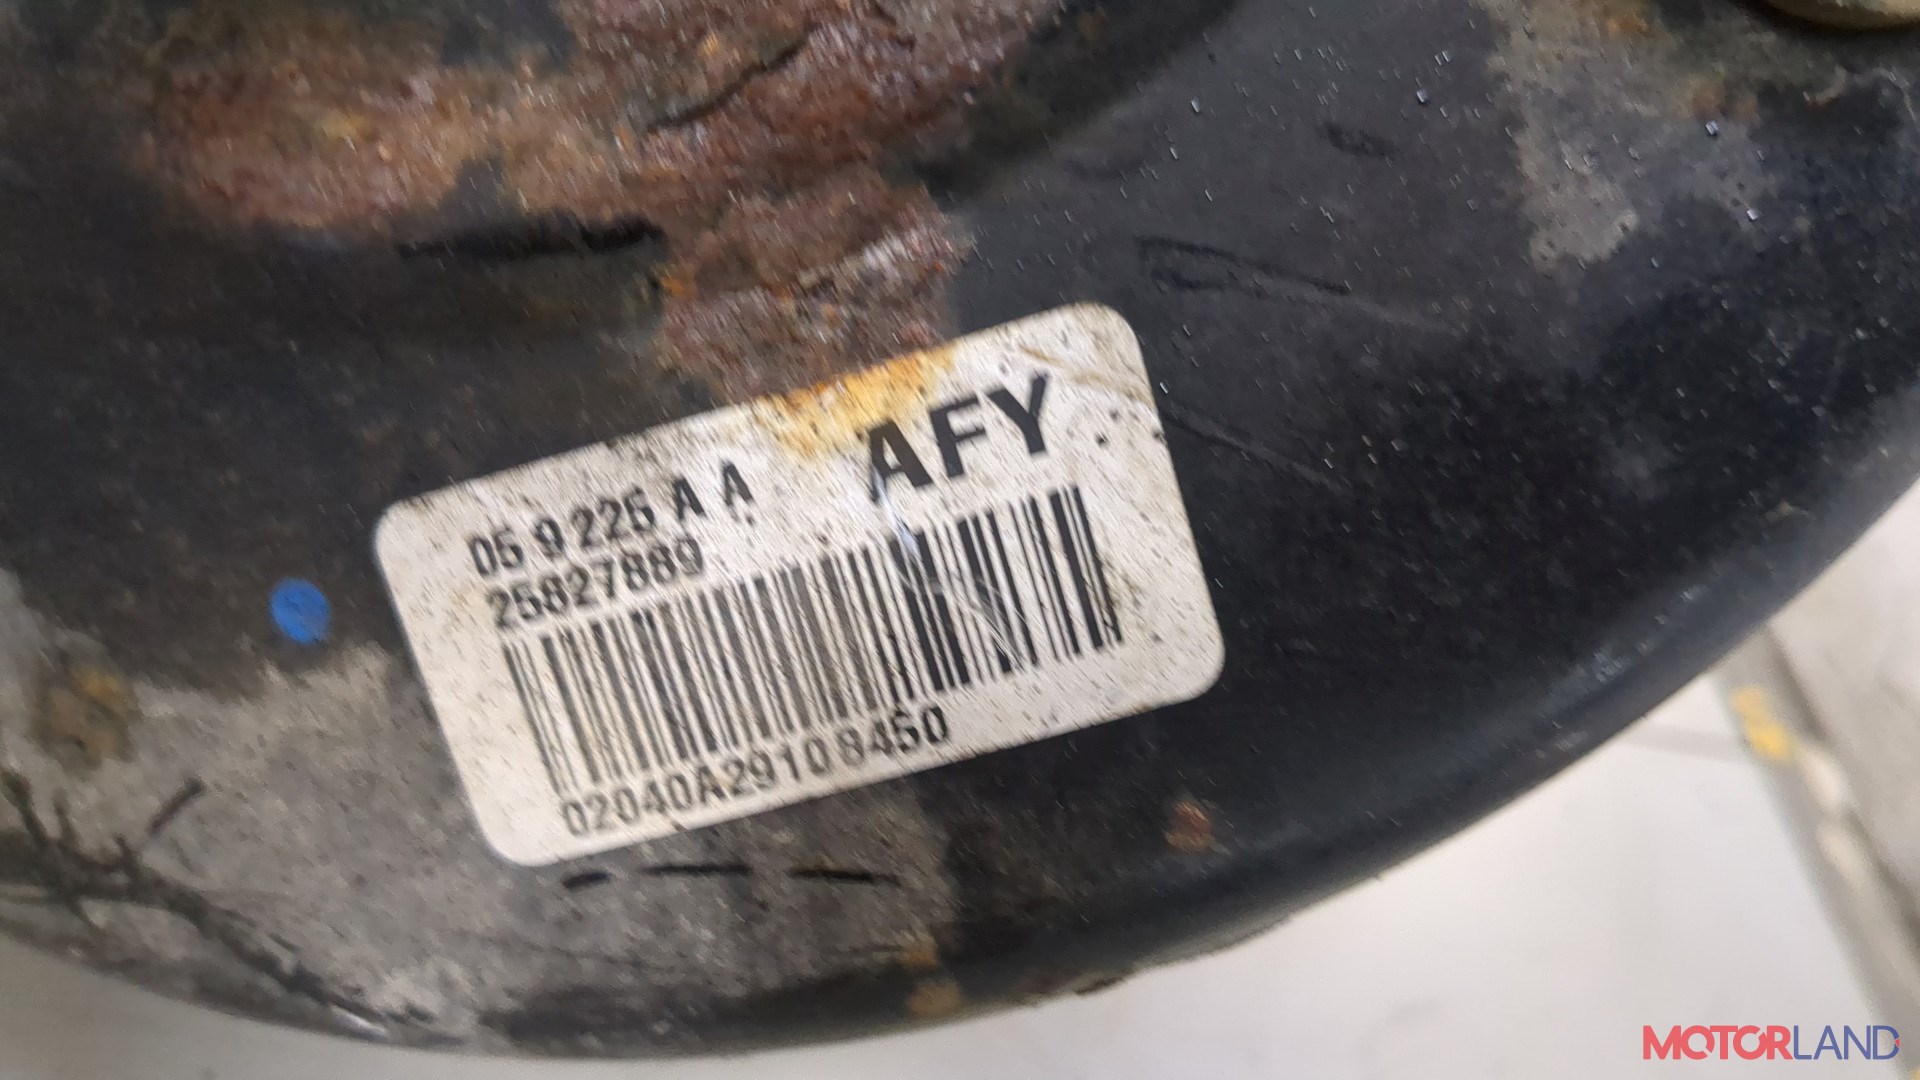 AFY
05 9 226 A A
25827889
02040A2910 8450
MOTORLAND